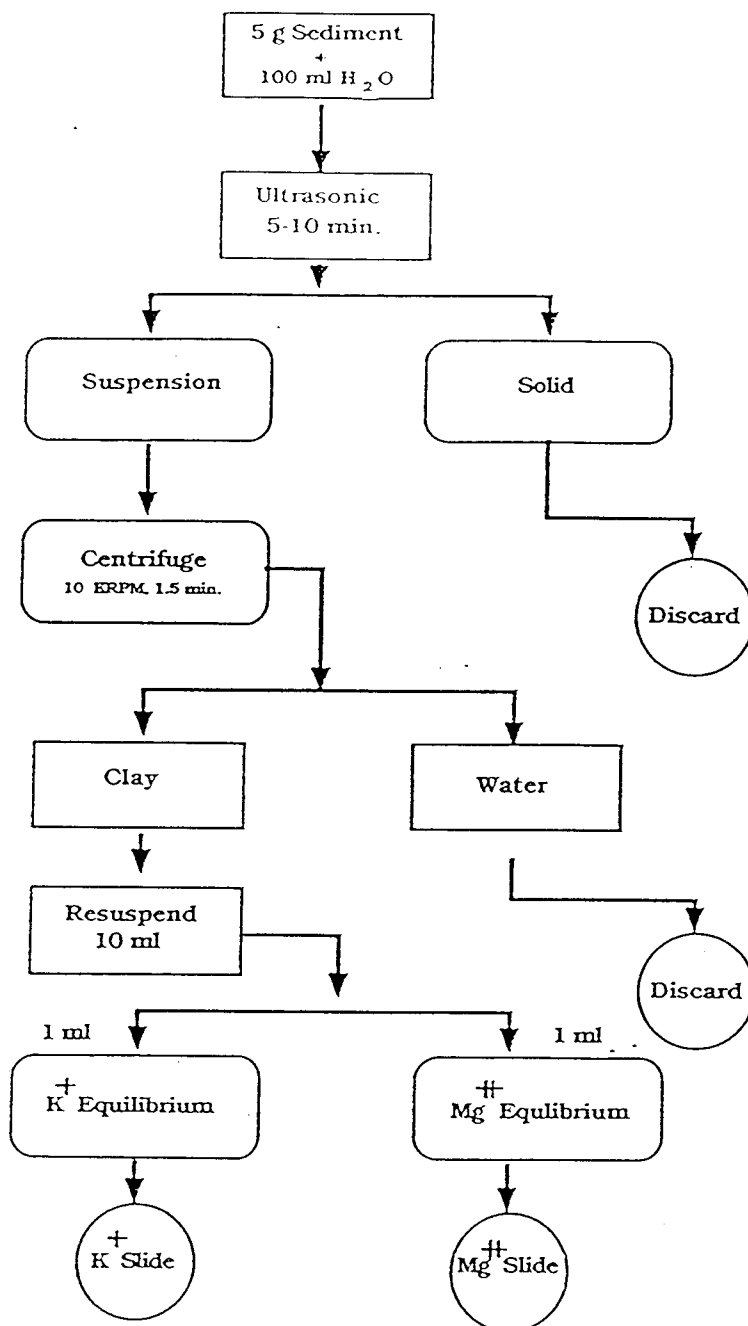 5 g Sediment
+
100 ml H₂O
Ultrasonic
5-10 min.
Suspension
Solid
Centrifuge
10 ERPM, 1.5 min.
Discard
Clay
Water
Resuspend
10 ml
Discard
1 ml
1 ml
K⁺ Equilibrium
Mg⁺⁺ Equlibrium
K⁺ Slide
Mg⁺⁺ Slide